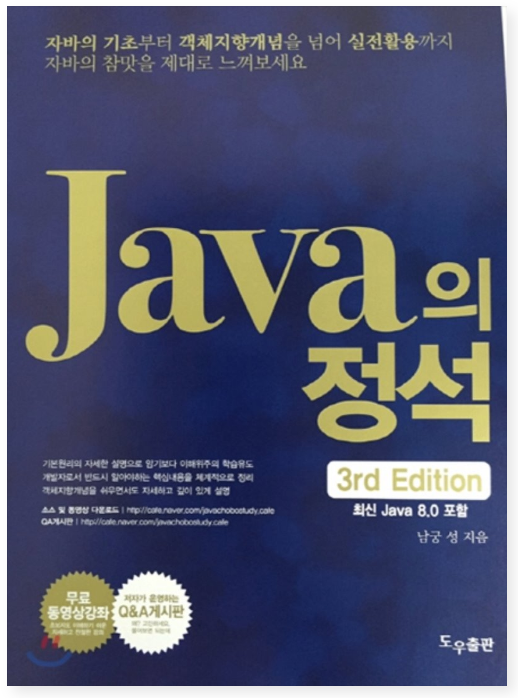 자바의 기초부터 객체지향개념을 넘어 실전활용까지
자바의 참맛을 제대로 느껴보세요
Java의
정석
기본원리의 자세한 설명으로 암기보다 이해위주의 학습유도
개발자로서 반드시 알아야하는 핵심내용을 체계적으로 정리
객체지향개념을 쉬우면서도 자세하고 깊이 있게 설명
3rd Edition
최신 Java 8.0 포함
소스 및 동영상 다운로드 | http://cafe.naver.com/javachobostudy.cafe
QA게시판 | http://cafe.naver.com/javachobostudy.cafe
남궁 성 지음
무료
동영상강좌
저자가 운영하는
Q&A게시판
도우출판